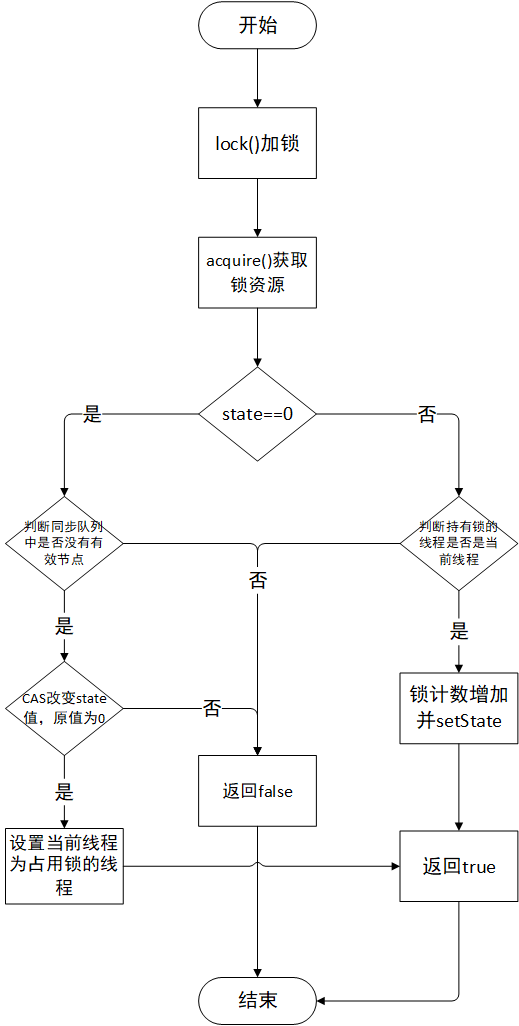 开始
lock()加锁
acquire()获取
锁资源
state==0
是
否
判断同步队列
中是否没有有
效节点
判断持有锁的
线程是否是当
前线程
否
是
是
CAS改变state
值，原值为0
否
锁计数增加
并setState
是
返回false
设置当前线程
为占用锁的线
程
返回true
结束